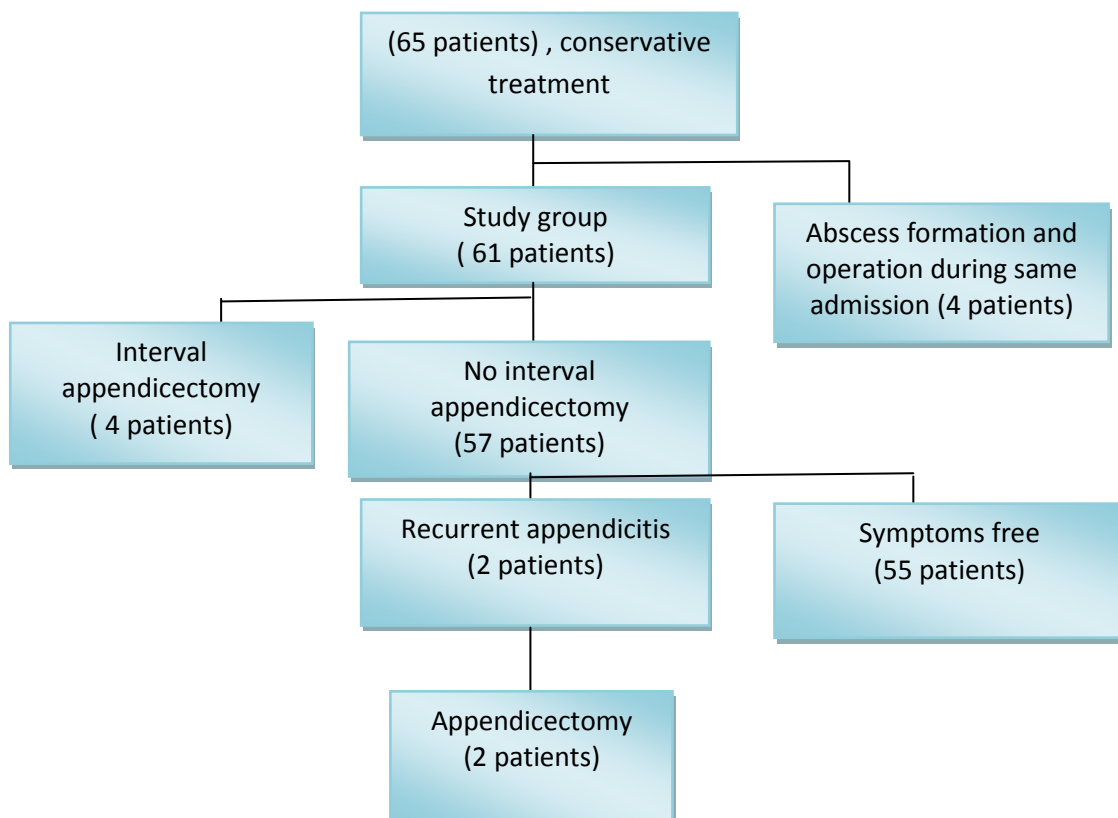 (65 patients) , conservative
treatment
Study group
( 61 patients)
Abscess formation and
operation during same
admission (4 patients)
Interval
appendicectomy
( 4 patients)
No interval
appendicectomy
(57 patients)
Recurrent appendicitis
(2 patients)
Symptoms free
(55 patients)
Appendicectomy
(2 patients)